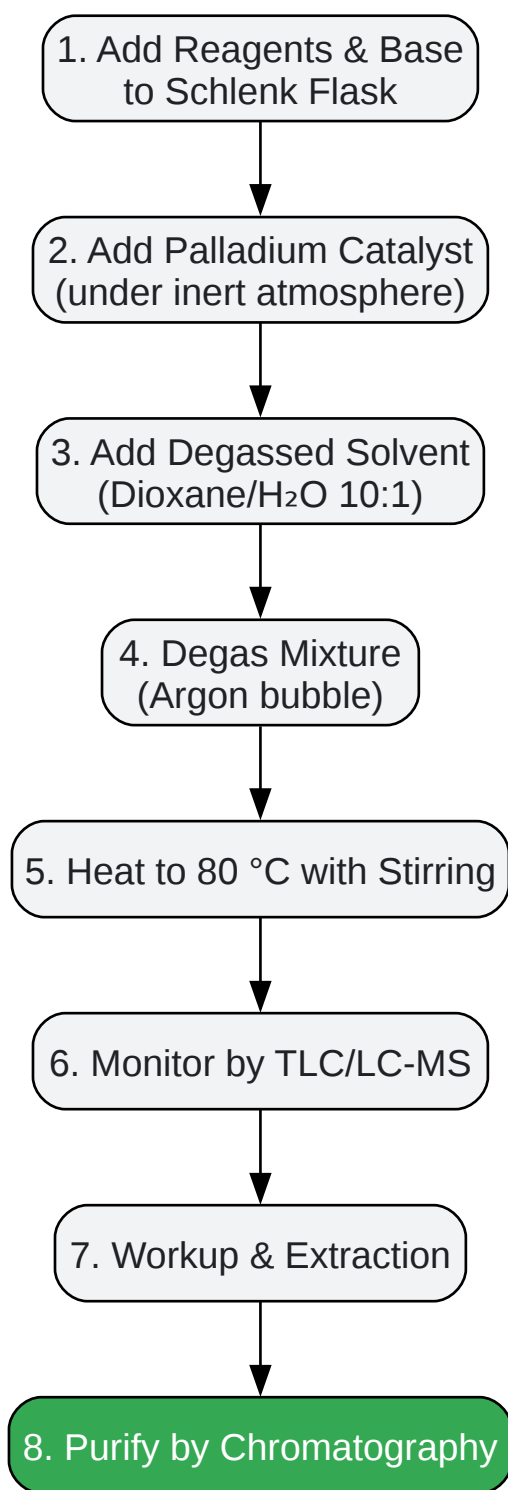 1. Add Reagents & Base
to Schlenk Flask
2. Add Palladium Catalyst
(under inert atmosphere)
3. Add Degassed Solvent
(Dioxane/H₂O 10:1)
4. Degas Mixture
(Argon bubble)
5. Heat to 80 °C with Stirring
6. Monitor by TLC/LC-MS
7. Workup & Extraction
8. Purify by Chromatography